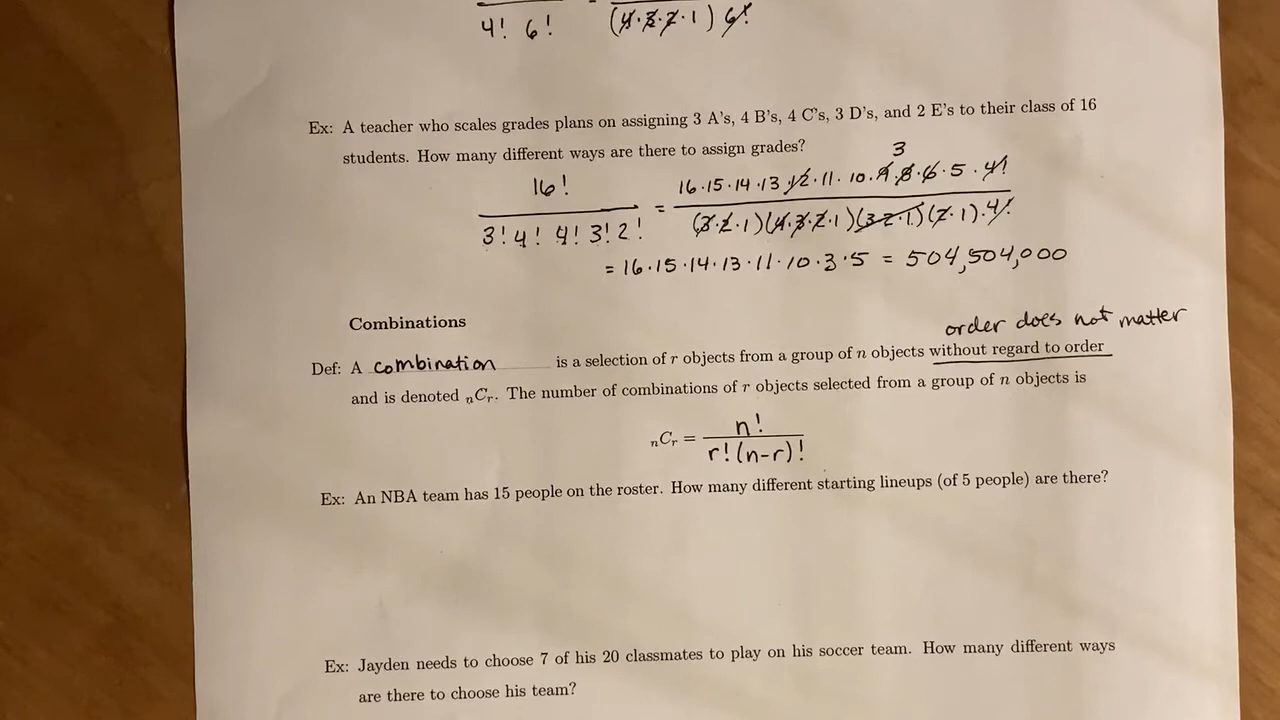 4! 6! (4·3·2·1) 6!
Ex: A teacher who scales grades plans on assigning 3 A's, 4 B's, 4 C's, 3 D's, and 2 E's to their class of 16
students. How many different ways are there to assign grades?
3
16! = 16·15·14·13 12·11·10·9·8·6·5·4!
3! 4! 4! 3! 2! (3·2·1)(4·3·2·1)(3·2·1)(2·1)·4!
= 16·15·14·13·11·10·3·5 = 504,504,000
Combinations
order does not matter
Def: A combination is a selection of r objects from a group of n objects without regard to order
and is denoted nCr. The number of combinations of r objects selected from a group of n objects is
nCr = n!
r!(n-r)!
Ex: An NBA team has 15 people on the roster. How many different starting lineups (of 5 people) are there?
Ex: Jayden needs to choose 7 of his 20 classmates to play on his soccer team. How many different ways
are there to choose his team?